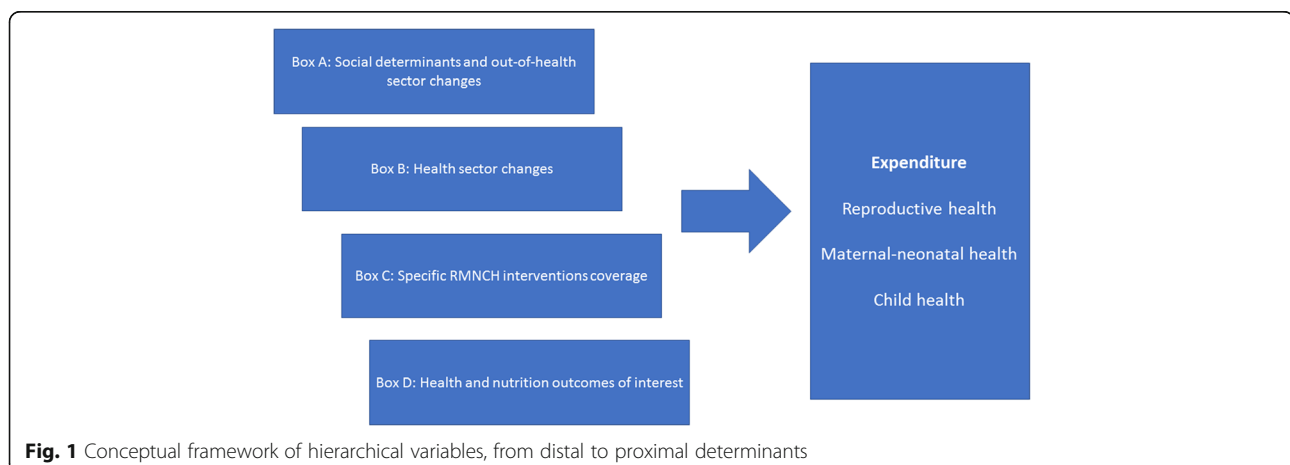 Box A: Social determinants and out-of-health
sector changes
Box B: Health sector changes
Box C: Specific RMNCH interventions coverage
Box D: Health and nutrition outcomes of interest
Expenditure
Reproductive health
Maternal-neonatal health
Child health
Fig. 1 Conceptual framework of hierarchical variables, from distal to proximal determinants